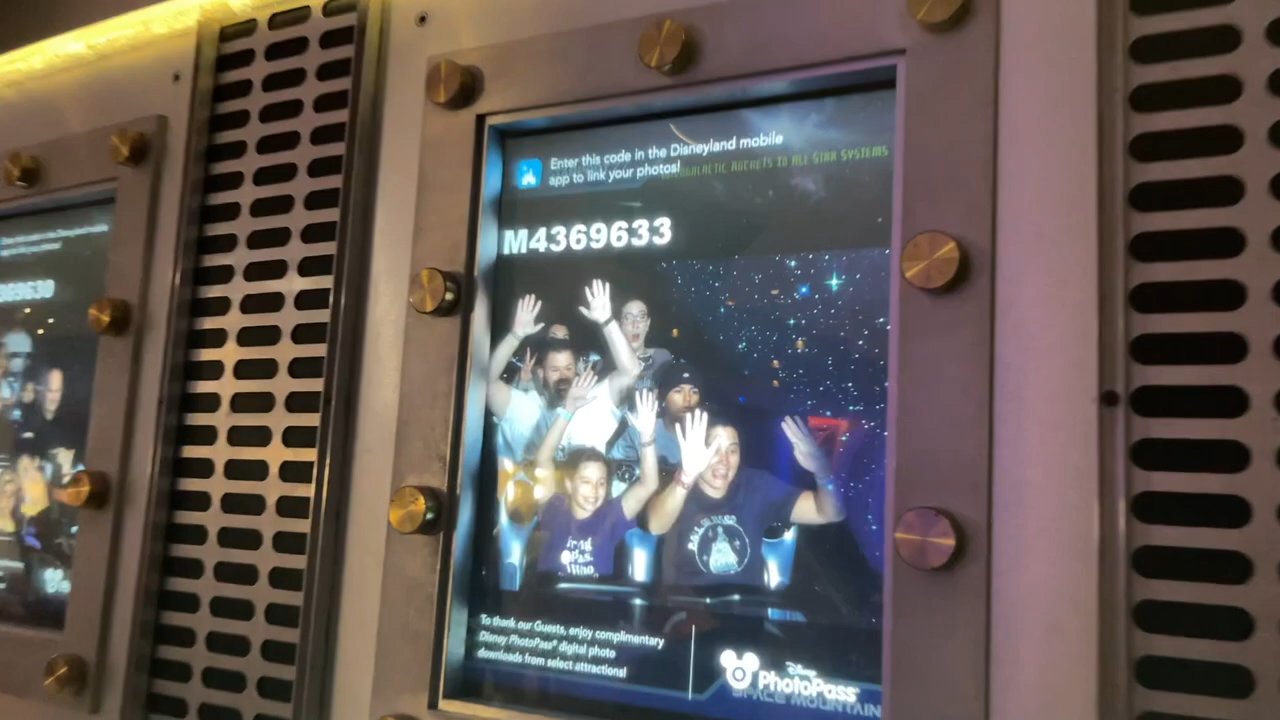 Enter this code in the Disneyland mobile
app to link your photos!
ROCKETS TO ALL STAR SYSTEMS
M4369633
To thank our Guests, enjoy complimentary
Disney PhotoPass® digital photo
downloads from select attractions!
Disney
PhotoPass
SPACE MOUNTAIN